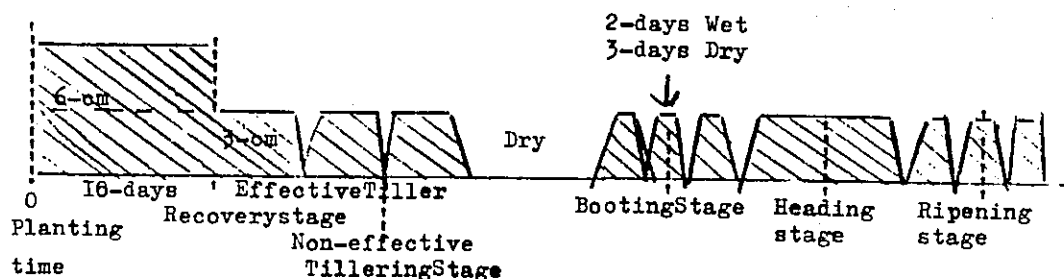 2-days Wet
3-days Dry
6-cm
3-cm
Dry
0
10-days
EffectiveTiller
BootingStage
Heading
stage
Ripening
stage
Planting
time
Recoverystage
Non-effective
TilleringStage